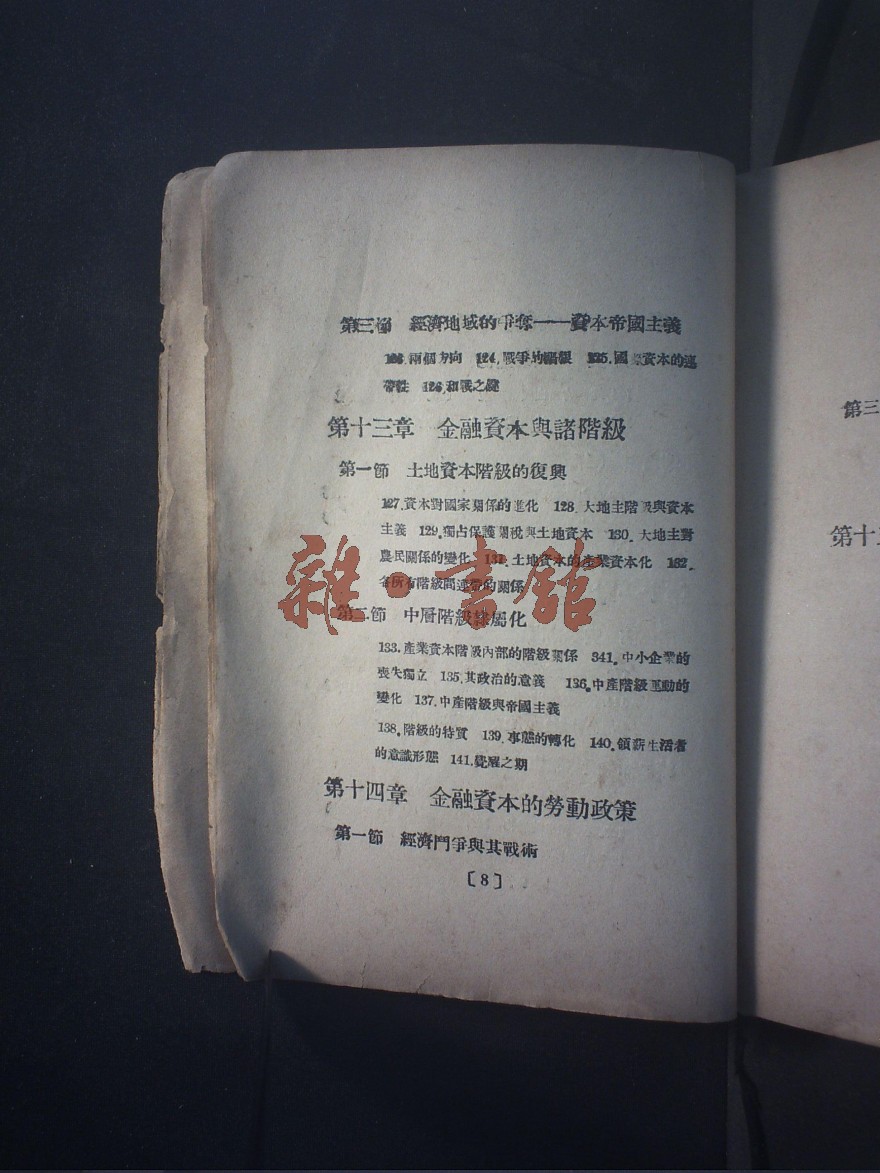 第三節 經濟地域的爭奪——資本帝國主義
兩個方向 124.戰爭的 125.國家資本的連
帶性 126.和戰之鍵
第十三章 金融資本與諸階級
第一節 土地資本階級的復興
127.資本對國家關係的進化 128.大地主階級與資本
主義 129.獨占保護關稅與土地資本 130.大地主對
農民關係的變化 131.土地資本的產業資本化 132.
各所有階級間連帶的關係
第二節 中層階級隸屬化
133.產業資本階級內部的階級關係 341.中小企業的
喪失獨立 135.其政治的意義 136.中產階級運動的
變化 137.中產階級與帝國主義
138.階級的特質 139.事態的轉化 140.領薪生活者
的意識形態 141.覺醒之期
第十四章 金融資本的勞動政策
第一節 經濟鬥爭與其戰術
〔8〕
第三
第十五
雜·書館